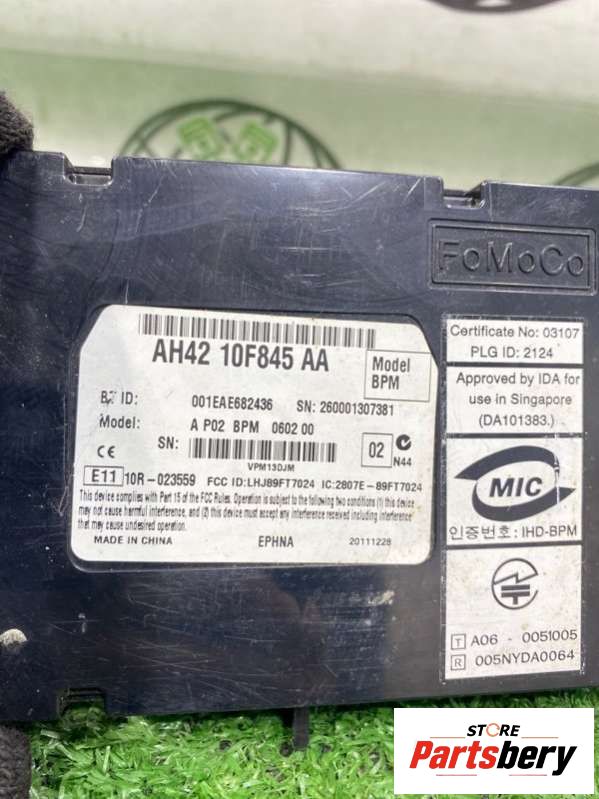 FoMoCo
AH42 10F845 AA
Model
BPM
BT ID: 001EAE682436 SN: 260001307381
Model: A P02 BPM 0602 00
SN:
VPM13DJM
02
N44
CE
E11 10R-023559 FCC ID:LHJ89FT7024 IC:2807E-89FT7024
This device complies with Part 15 of the FCC Rules. Operation is subject to the following two conditions (1) this device
may not cause harmful interference, and (2) this device must accept any interference received including interference
that may cause undesired operation.
MADE IN CHINA EPHNA 20111228
Certificate No: 03107
PLG ID: 2124
Approved by IDA for
use in Singapore
(DA101383.)
MIC
인증번호: IHD-BPM
T A06 - 0051005
R 005NYDA0064
STORE
Partsbery